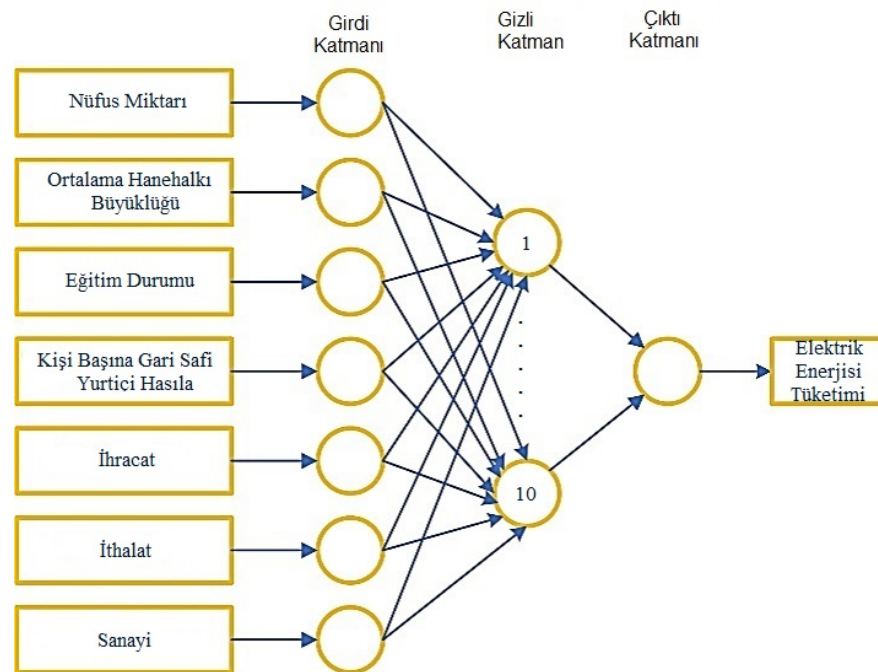 Girdi
Katmanı
Gizli
Katman
Çıktı
Katmanı
Nüfus Miktarı
Ortalama Hanehalkı
Büyüklüğü
Eğitim Durumu
Kişi Başına Gari Safi
Yurtiçi Hasıla
İhracat
İthalat
Sanayi
1
10
Elektrik
Enerjisi
Tüketimi